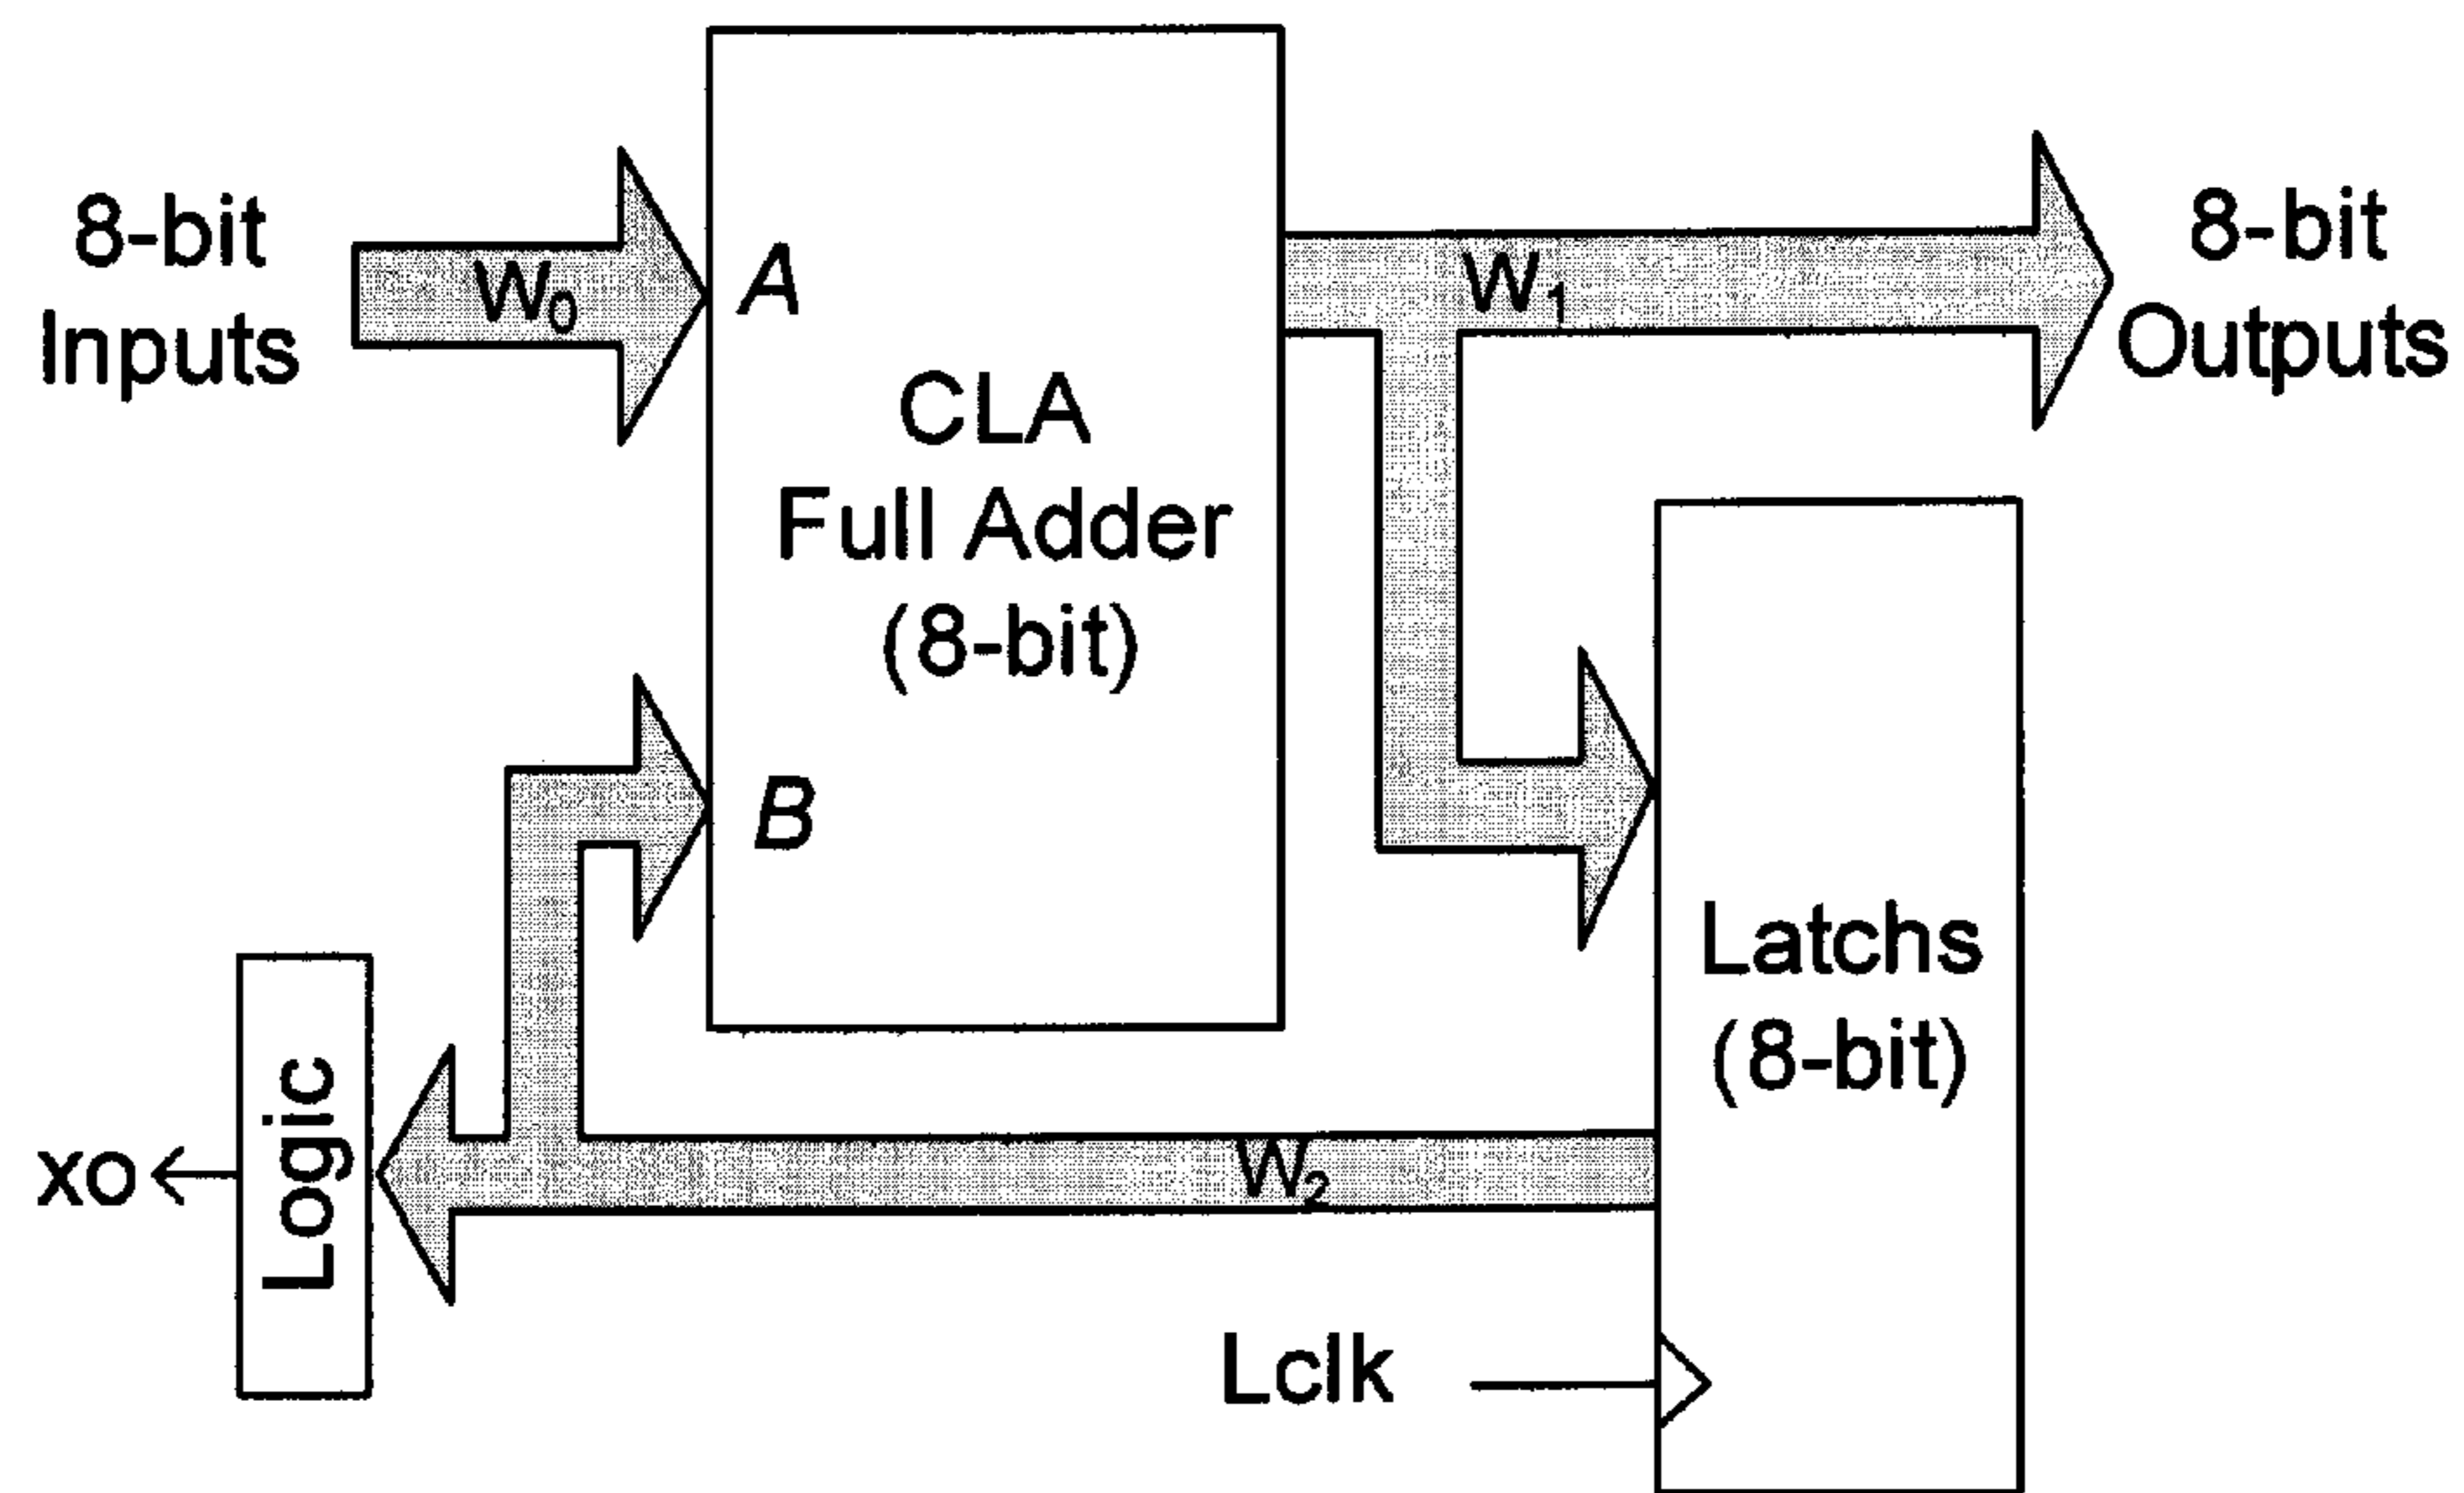 8-bit
Inputs
W₀
A
CLA
Full Adder
(8-bit)
B
W₁
8-bit
Outputs
Latchs
(8-bit)
W₂
Logic
xo
Lclk